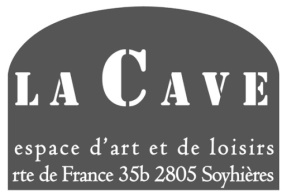 LA CAVE
espace d'art et de loisirs
rte de France 35b 2805 Soyhières